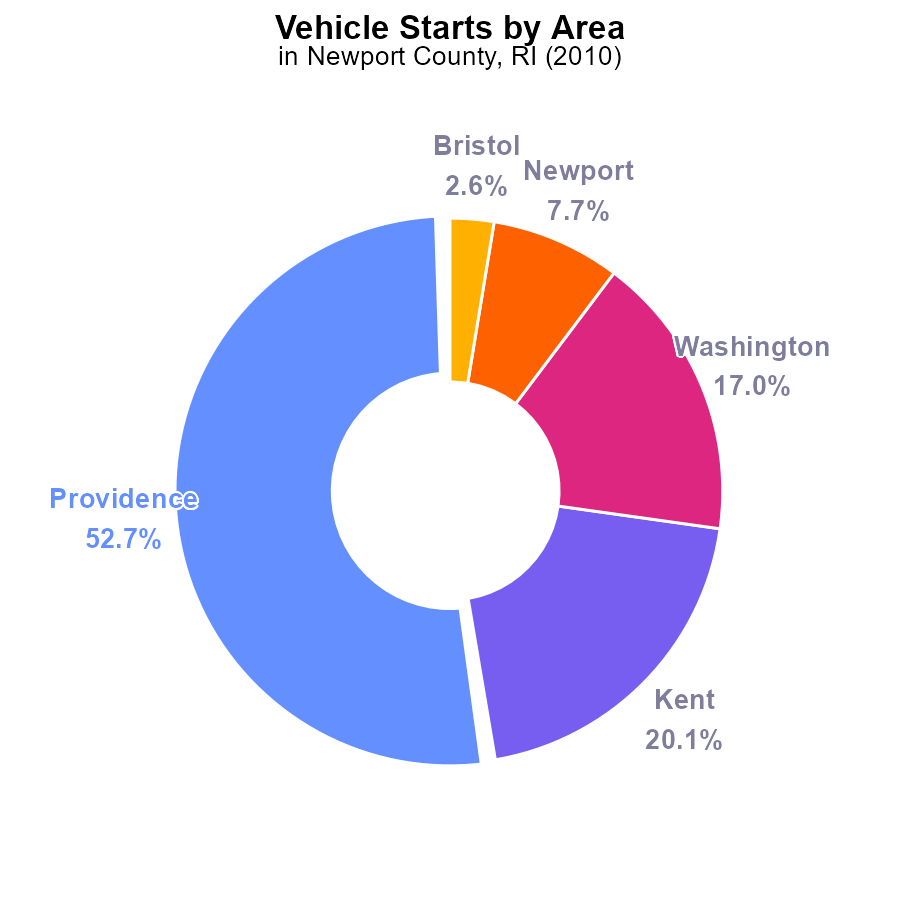 Vehicle Starts by Area
in Newport County, RI (2010)
Bristol
2.6%
Newport
7.7%
Washington
17.0%
Providence
52.7%
Kent
20.1%